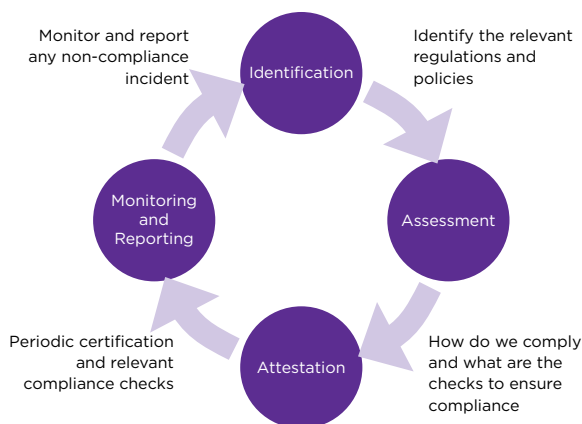 Monitor and report
any non-compliance
incident
Identification
Identify the relevant
regulations and
policies
Monitoring
and
Reporting
Assessment
Periodic certification
and relevant
compliance checks
Attestation
How do we comply
and what are the
checks to ensure
compliance